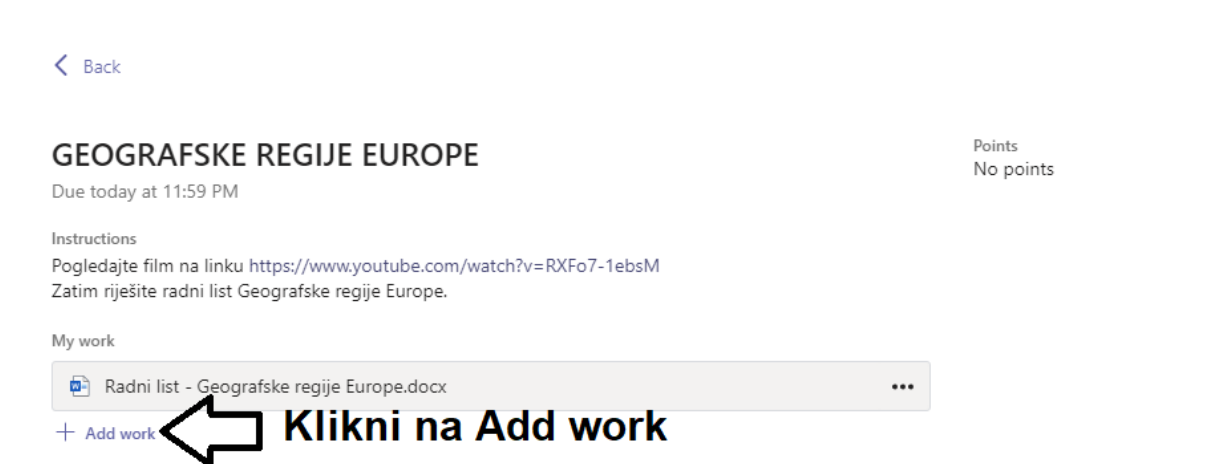 Back
GEOGRAFSKE REGIJE EUROPE
Due today at 11:59 PM
Points
No points
Instructions
Pogledajte film na linku https://www.youtube.com/watch?v=RXFo7-1ebsM
Zatim riješite radni list Geografske regije Europe.
My work
Radni list - Geografske regije Europe.docx
+ Add work
Klikni na Add work